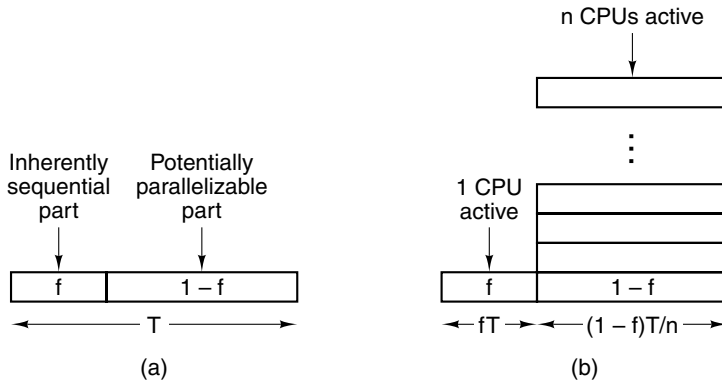 Inherently
sequential
part
Potentially
parallelizable
part
f
1 – f
T
(a)
n CPUs active
1 CPU
active
f
1 – f
fT
(1 – f)T/n
(b)